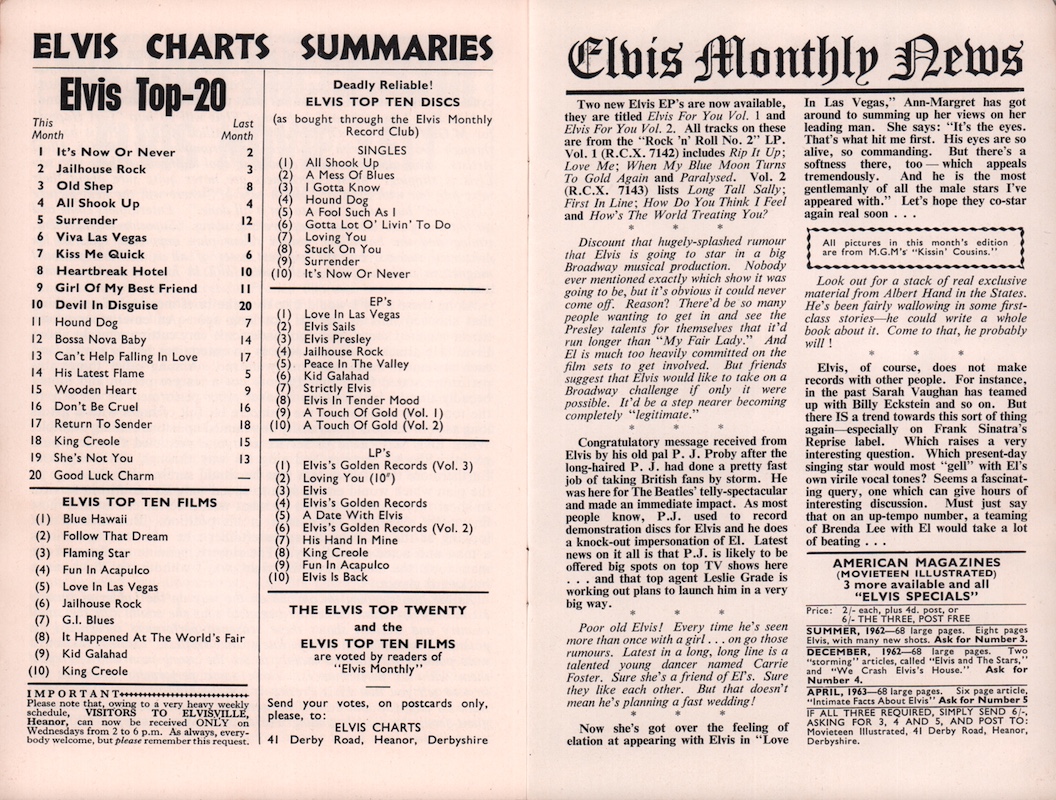 ELVIS CHARTS SUMMARIES
Elvis Top-20
This Last
Month Month
1 It's Now Or Never 2
2 Jailhouse Rock 3
3 Old Shep 8
4 All Shook Up 4
5 Surrender 12
6 Viva Las Vegas 1
7 Kiss Me Quick 6
8 Heartbreak Hotel 10
9 Girl Of My Best Friend 11
10 Devil In Disguise 20
11 Hound Dog 7
12 Bossa Nova Baby 14
13 Can't Help Falling In Love 17
14 His Latest Flame 5
15 Wooden Heart 9
16 Don't Be Cruel 16
17 Return To Sender 18
18 King Creole 15
19 She's Not You 13
20 Good Luck Charm —
ELVIS TOP TEN FILMS
(1) Blue Hawaii
(2) Follow That Dream
(3) Flaming Star
(4) Fun In Acapulco
(5) Love In Las Vegas
(6) Jailhouse Rock
(7) G.I. Blues
(8) It Happened At The World's Fair
(9) Kid Galahad
(10) King Creole
IMPORTANT
Please note that, owing to a very heavy weekly
schedule, VISITORS TO ELVISVILLE,
Heanor, can now be received ONLY on
Wednesdays from 2 to 6 p.m. As always, every-
body welcome, but please remember this request.
Deadly Reliable!
ELVIS TOP TEN DISCS
(as bought through the Elvis Monthly
Record Club)
SINGLES
(1) All Shook Up
(2) A Mess Of Blues
(3) I Gotta Know
(4) Hound Dog
(5) A Fool Such As I
(6) Gotta Lot O' Livin' To Do
(7) Loving You
(8) Stuck On You
(9) Surrender
(10) It's Now Or Never
EP's
(1) Love In Las Vegas
(2) Elvis Sails
(3) Elvis Presley
(4) Jailhouse Rock
(5) Peace In The Valley
(6) Kid Galahad
(7) Strictly Elvis
(8) Elvis In Tender Mood
(9) A Touch Of Gold (Vol. 1)
(10) A Touch Of Gold (Vol. 2)
LP's
(1) Elvis's Golden Records (Vol. 3)
(2) Loving You (10")
(3) Elvis
(4) Elvis's Golden Records
(5) A Date With Elvis
(6) Elvis's Golden Records (Vol. 2)
(7) His Hand In Mine
(8) King Creole
(9) Fun In Acapulco
(10) Elvis Is Back
THE ELVIS TOP TWENTY
and the
ELVIS TOP TEN FILMS
are voted by readers of
"Elvis Monthly"
Send your votes, on postcards only,
please, to:
ELVIS CHARTS
41 Derby Road, Heanor, Derbyshire
Elvis Monthly News
Two new Elvis EP's are now available,
they are titled Elvis For You Vol. 1 and
Elvis For You Vol. 2. All tracks on these
are from the "Rock 'n' Roll No. 2" LP.
Vol. 1 (R.C.X. 7142) includes Rip It Up;
Love Me; When My Blue Moon Turns
To Gold Again and Paralysed. Vol. 2
(R.C.X. 7143) lists Long Tall Sally;
First In Line; How Do You Think I Feel
and How's The World Treating You?
* * *
Discount that hugely-splashed rumour
that Elvis is going to star in a big
Broadway musical production. Nobody
ever mentioned exactly which show it was
going to be, but it's obvious it could never
come off. Reason? There'd be so many
people wanting to get in and see the
Presley talents for themselves that it'd
run longer than "My Fair Lady." And
El is much too heavily committed on the
film sets to get involved. But friends
suggest that Elvis would like to take on a
Broadway challenge if only it were
possible. It'd be a step nearer becoming
completely "legitimate."
* * *
Congratulatory message received from
Elvis by his old pal P. J. Proby after the
long-haired P. J. had done a pretty fast
job of taking British fans by storm. He
was here for The Beatles' telly-spectacular
and made an immediate impact. As most
people know, P.J. used to record
demonstration discs for Elvis and he does
a knock-out impersonation of El. Latest
news on it all is that P.J. is likely to be
offered big spots on top TV shows here
. . . and that top agent Leslie Grade is
working out plans to launch him in a very
big way.
* * *
Poor old Elvis! Every time he's seen
more than once with a girl . . . on go those
rumours. Latest in a long, long line is a
talented young dancer named Carrie
Foster. Sure she's a friend of El's. Sure
they like each other. But that doesn't
mean he's planning a fast wedding!
* * *
Now she's got over the feeling of
elation at appearing with Elvis in "Love
In Las Vegas," Ann-Margret has got
around to summing up her views on her
leading man. She says: "It's the eyes.
That's what hit me first. His eyes are so
alive, so commanding. But there's a
softness there, too — which appeals
tremendously. And he is the most
gentlemanly of all the male stars I've
appeared with." Let's hope they co-star
again real soon . . .
All pictures in this month's edition
are from M.G.M's "Kissin' Cousins."
Look out for a stack of real exclusive
material from Albert Hand in the States.
He's been fairly wallowing in some first-
class stories—he could write a whole
book about it. Come to that, he probably
will !
* * *
Elvis, of course, does not make
records with other people. For instance,
in the past Sarah Vaughan has teamed
up with Billy Eckstein and so on. But
there IS a trend towards this sort of thing
again—especially on Frank Sinatra's
Reprise label. Which raises a very
interesting question. Which present-day
singing star would most "gell" with El's
own virile vocal tones? Seems a fascinat-
ing query, one which can give hours of
interesting discussion. Must just say
that on an up-tempo number, a teaming
of Brenda Lee with El would take a lot
of beating . . .
AMERICAN MAGAZINES
(MOVIETEEN ILLUSTRATED)
3 more available and all
"ELVIS SPECIALS"
Price: 2/- each, plus 4d. post, or
6/- THE THREE, POST FREE
SUMMER, 1962—68 large pages. Eight pages
Elvis, with many new shots. Ask for Number 3.
DECEMBER, 1962—68 large pages. Two
"storming" articles, called "Elvis and The Stars,"
and "We Crash Elvis's House." Ask for
Number 4.
APRIL, 1963—68 large pages. Six page article,
"Intimate Facts About Elvis" Ask for Number 5
IF ALL THREE REQUIRED, SIMPLY SEND 6/-,
ASKING FOR 3, 4 AND 5, AND POST TO:
Movieteen Illustrated, 41 Derby Road, Heanor,
Derbyshire.